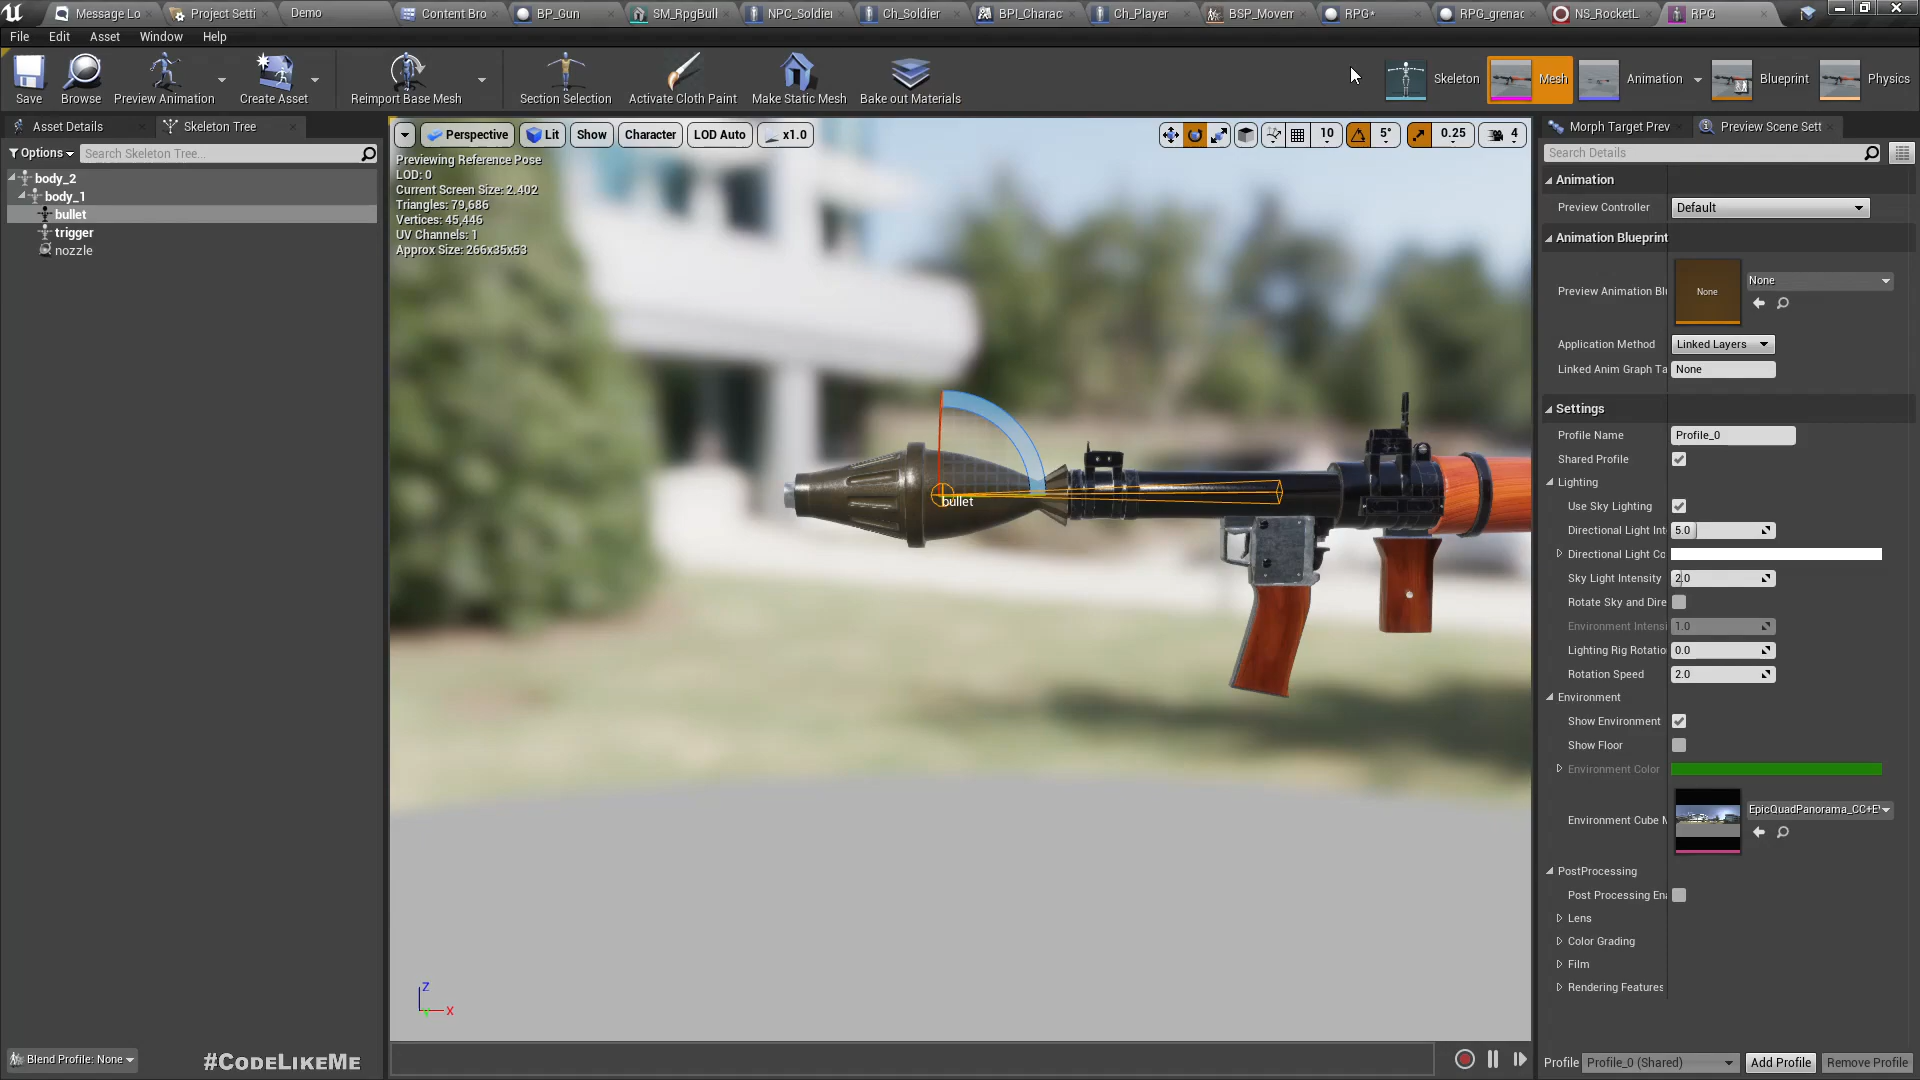 Message Lo
Project Setti
Demo
Content Bro
BP_Gun
SM_RpgBull
NPC_Soldier
Ch_Soldier
BPI_Charac
Ch_Player
BSP_Movem
RPG*
RPG_grenac
NS_RocketL
RPG
File
Edit
Asset
Window
Help
Save
Browse
Preview Animation
Create Asset
Reimport Base Mesh
Section Selection
Activate Cloth Paint
Make Static Mesh
Bake out Materials
Skeleton
Mesh
Animation
Blueprint
Physics
Asset Details
Skeleton Tree
Options
Search Skeleton Tree...
body_2
body_1
bullet
trigger
nozzle
Perspective
Lit
Show
Character
LOD Auto
x1.0
10
5°
0.25
4
Previewing Reference Pose
LOD: 0
Current Screen Size: 2.402
Triangles: 79,686
Vertices: 45,446
UV Channels: 1
Approx Size: 266x35x53
bullet
Z
X
Morph Target Prev
Preview Scene Sett
Search Details
Animation
Preview Controller
Default
Animation Blueprint
Preview Animation Blu
None
None
Application Method
Linked Layers
Linked Anim Graph Ta
None
Settings
Profile Name
Profile_0
Shared Profile
Lighting
Use Sky Lighting
Directional Light Int
5.0
Directional Light Co
Sky Light Intensity
2.0
Rotate Sky and Dire
Environment Intensi
1.0
Lighting Rig Rotatio
0.0
Rotation Speed
2.0
Environment
Show Environment
Show Floor
Environment Color
Environment Cube M
EpicQuadPanorama_CC+E
PostProcessing
Post Processing Ena
Lens
Color Grading
Film
Rendering Features
Blend Profile: None
#CodeLikeMe
Profile
Profile_0 (Shared)
Add Profile
Remove Profile